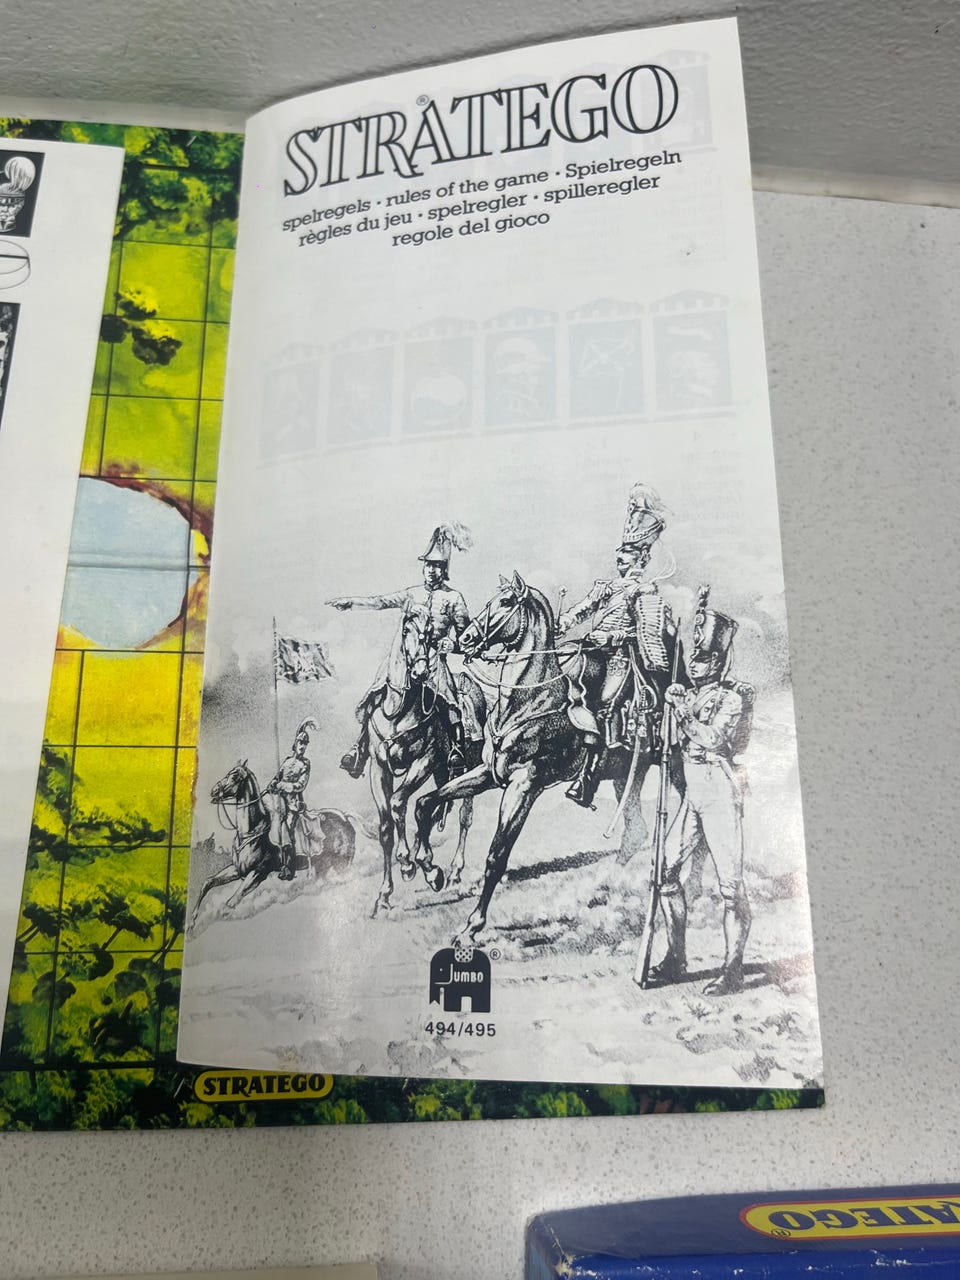 STRATEGO®
spelregels · rules of the game · Spielregeln
règles du jeu · spelregler · spilleregler
regole del gioco
JUMBO®
494/495
STRATEGO
STRATEGO®